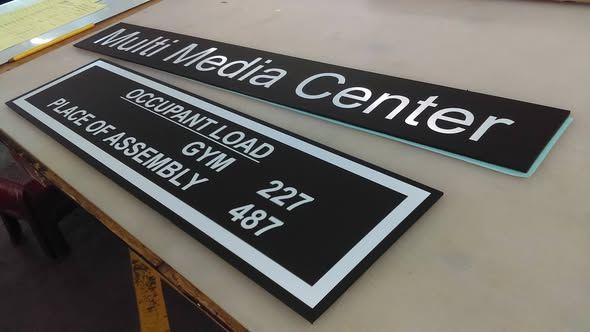 Multi Media Center
OCCUPANT LOAD
GYM 227
PLACE OF ASSEMBLY 487